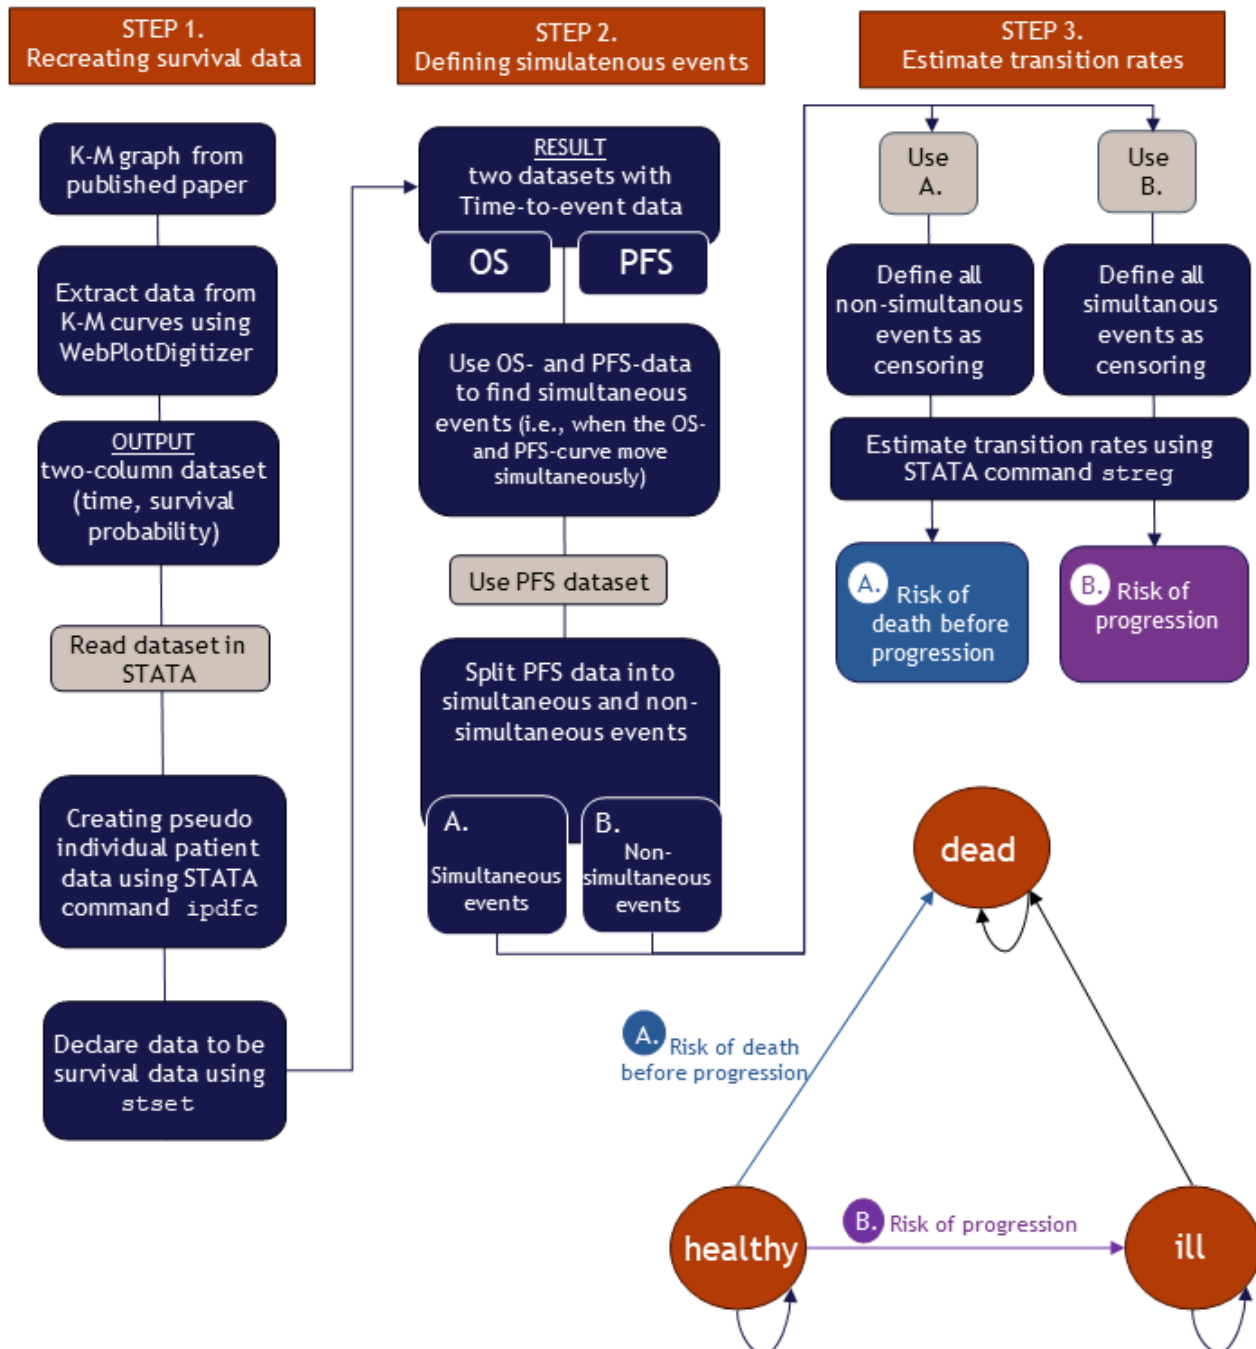 STEP 1.
Recreating survival data
K-M graph from
published paper
Extract data from
K-M curves using
WebPlotDigitizer
OUTPUT
two-column dataset
(time, survival
probability)
Read dataset in
STATA
Creating pseudo
individual patient
data using STATA
command ipdfc
Declare data to be
survival data using
stset
STEP 2.
Defining simulatenous events
RESULT
two datasets with
Time-to-event data
OS
PFS
Use OS- and PFS-data
to find simultaneous
events (i.e., when the OS-
and PFS-curve move
simultaneously)
Use PFS dataset
Split PFS data into
simultaneous and non-
simultaneous events
A.
Simultaneous
events
B.
Non-
simultaneous
events
STEP 3.
Estimate transition rates
Use
A.
Use
B.
Define all
non-simultanous
events as
censoring
Define all
simultanous
events as
censoring
Estimate transition rates using
STATA command streg
A. Risk of
death before
progression
B. Risk of
progression
dead
A. Risk of death
before progression
healthy
B. Risk of progression
ill